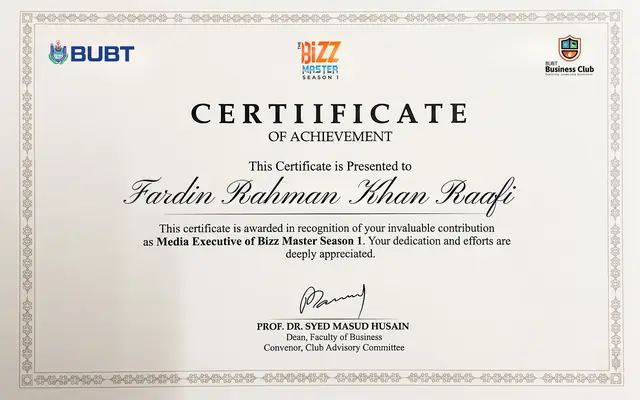 BUBT
THE
BiZZ
MASTER
SEASON 1
BUBT
Business Club
CERTIIFICATE
OF ACHIEVEMENT
This Certificate is Presented to
Fardin Rahman Khan Raafi
This certificate is awarded in recognition of your invaluable contribution
as Media Executive of Bizz Master Season 1. Your dedication and efforts are
deeply appreciated.
PROF. DR. SYED MASUD HUSAIN
Dean, Faculty of Business
Convenor, Club Advisory Committee